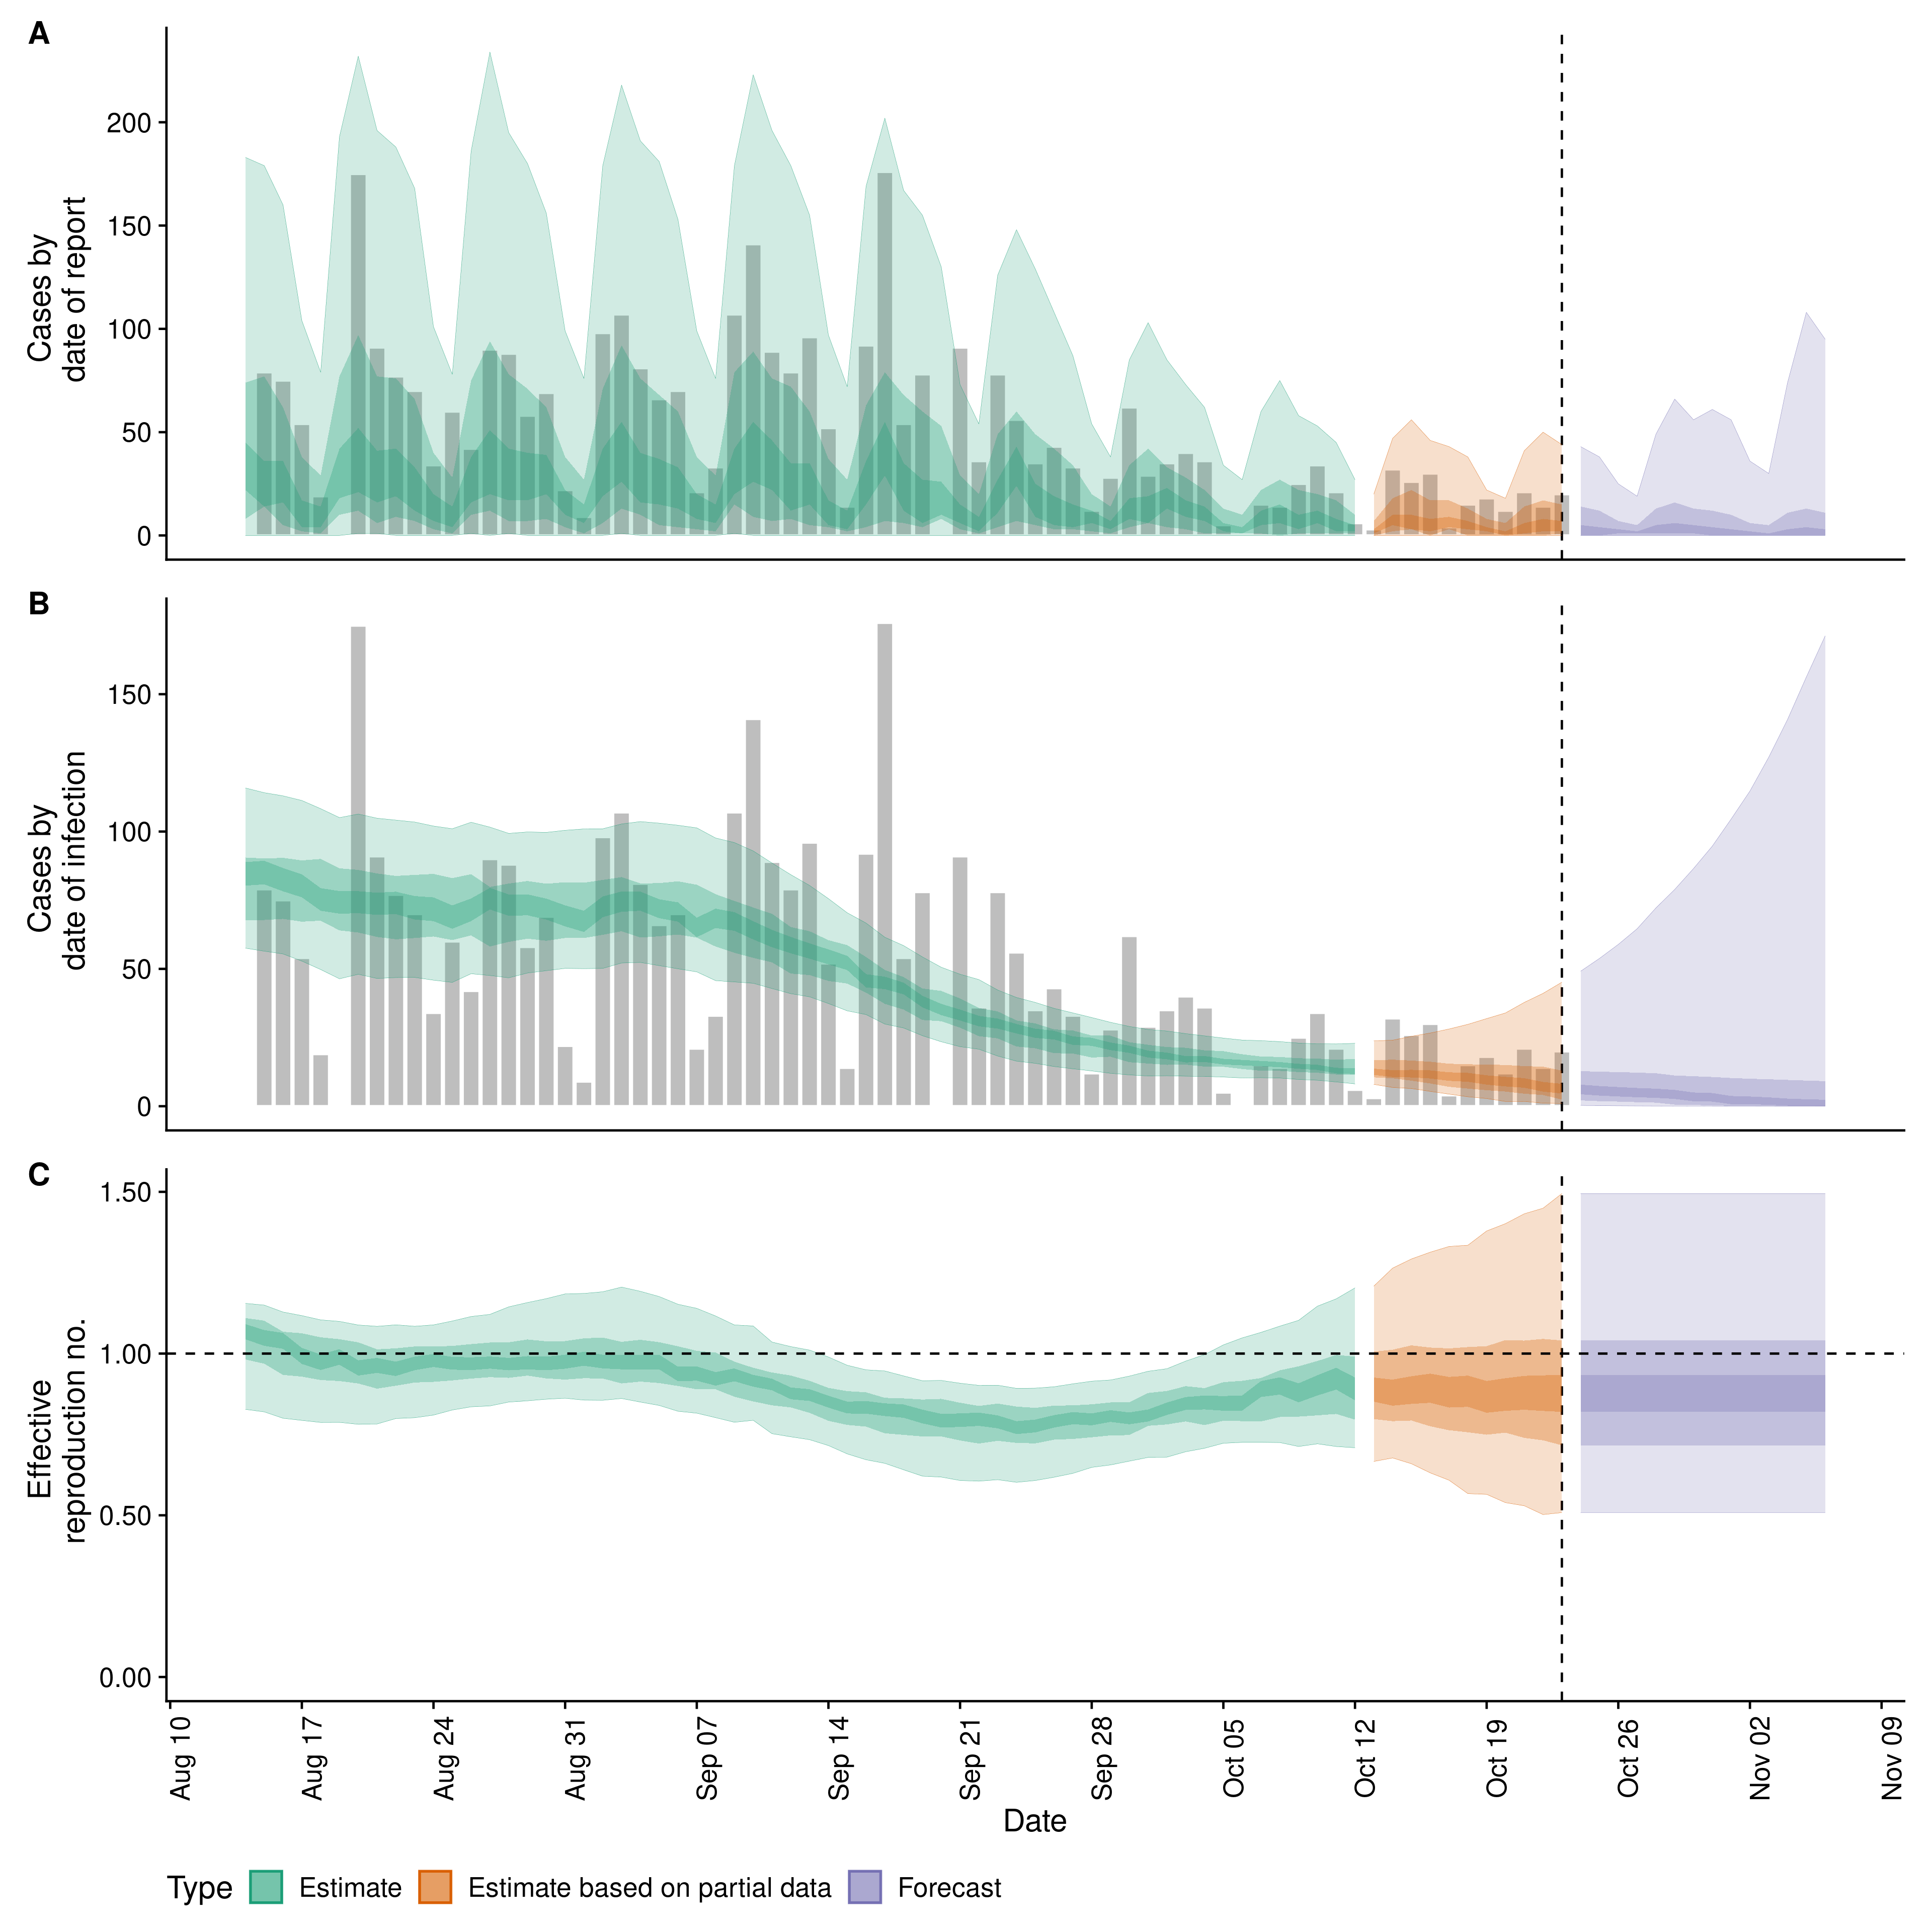 A
Cases by
date of report
200
150
100
50
0
B
Cases by
date of infection
150
100
50
0
C
Effective
reproduction no.
1.50
1.00
0.50
0.00
Aug 10
Aug 17
Aug 24
Aug 31
Sep 07
Sep 14
Sep 21
Sep 28
Oct 05
Oct 12
Oct 19
Oct 26
Nov 02
Nov 09
Date
Type Estimate Estimate based on partial data Forecast